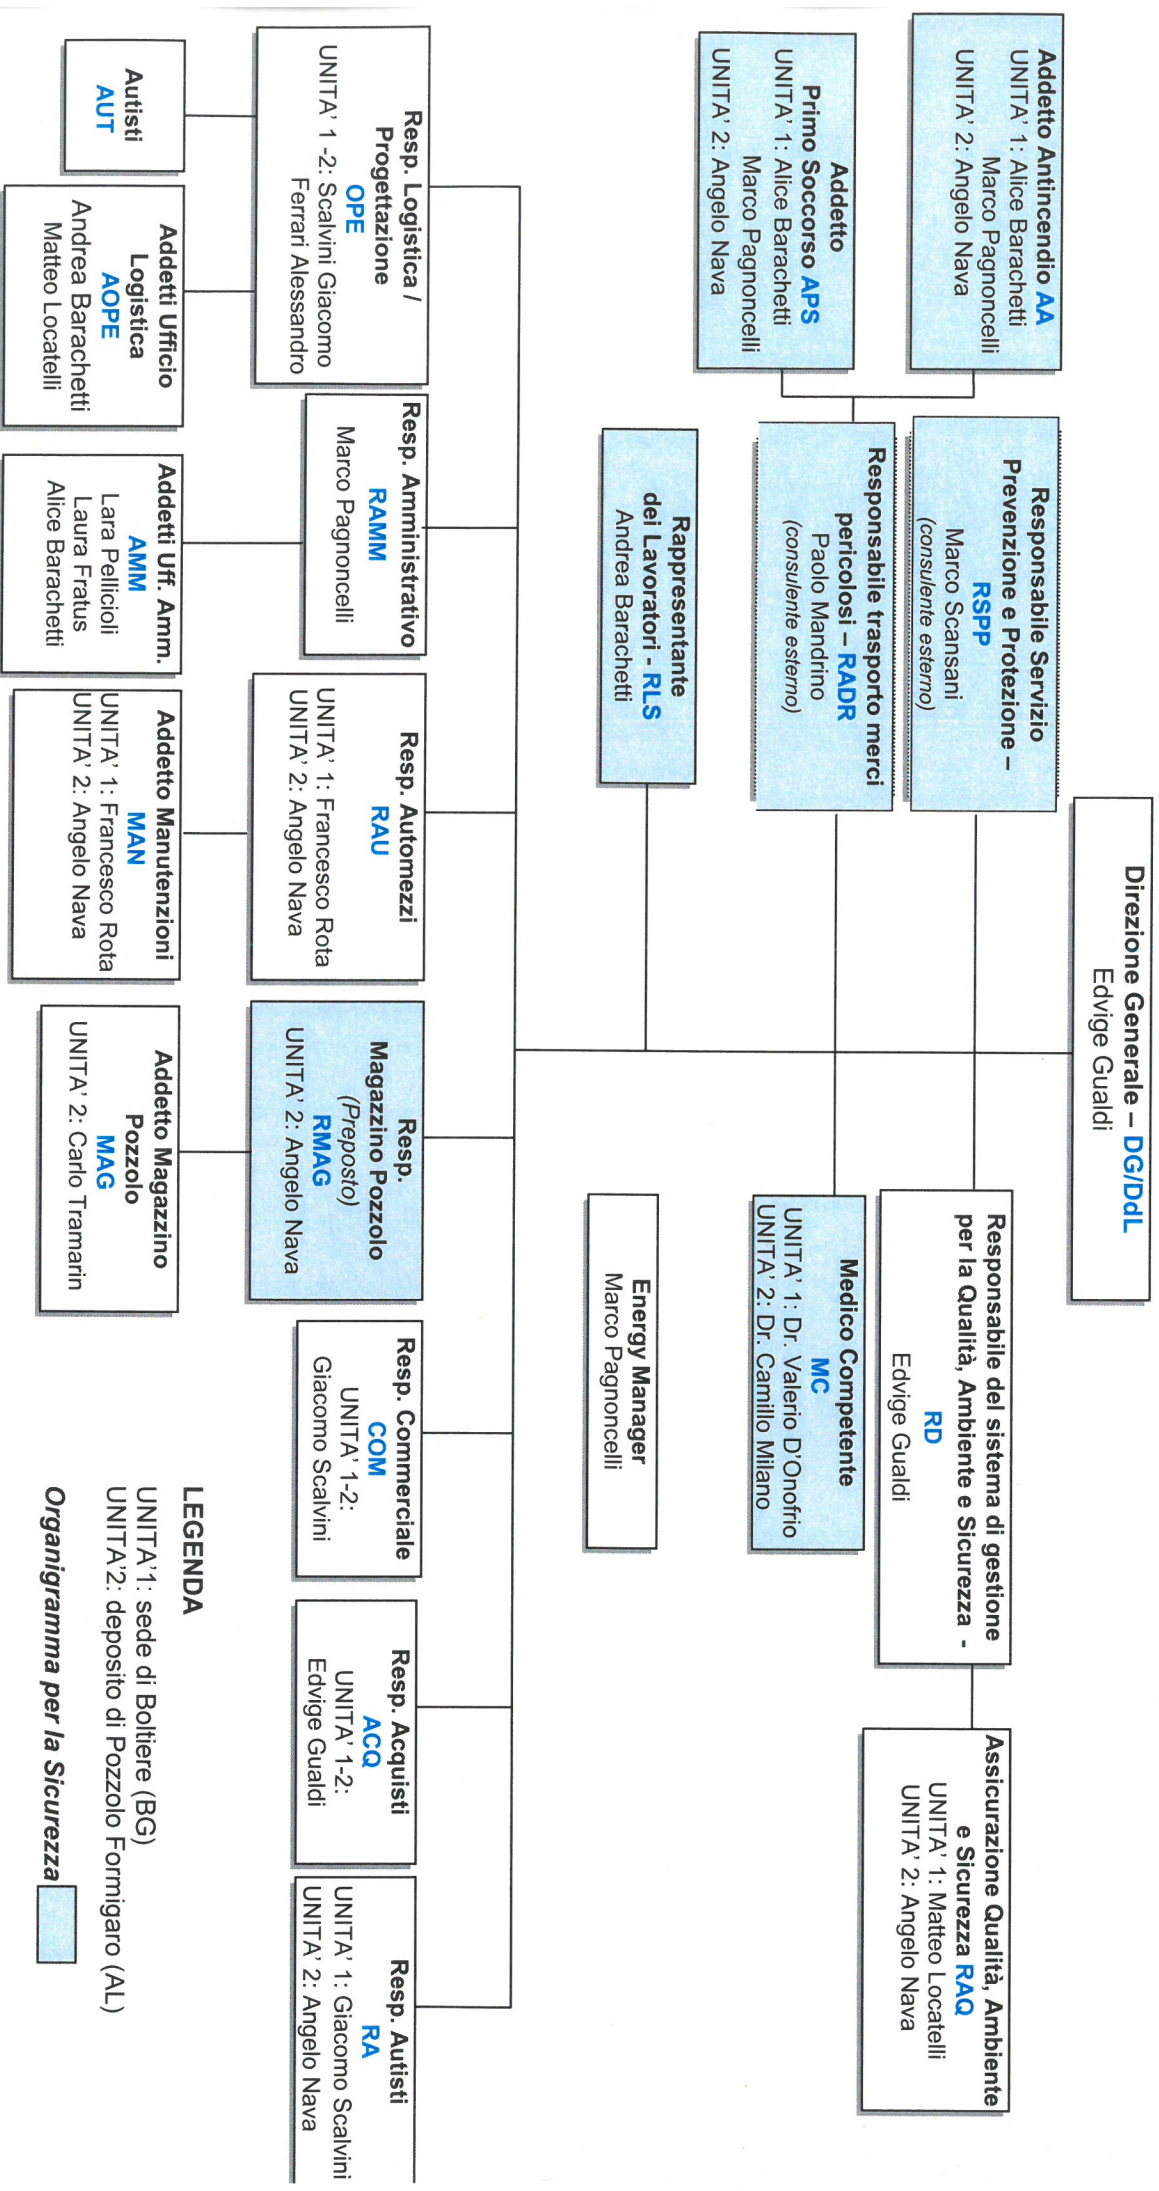 Direzione Generale – DG/DdL
Edvige Gualdi
Addetto Antincendio AA
UNITA' 1: Alice Barachetti
Marco Pagnoncelli
UNITA' 2: Angelo Nava
Responsabile Servizio
Prevenzione e Protezione –
RSPP
Marco Scansani
(consulente esterno)
Responsabile del sistema di gestione
per la Qualità, Ambiente e Sicurezza -
RD
Edvige Gualdi
Assicurazione Qualità, Ambiente
e Sicurezza RAQ
UNITA' 1: Matteo Locatelli
UNITA' 2: Angelo Nava
Addetto
Primo Soccorso APS
UNITA' 1: Alice Barachetti
Marco Pagnoncelli
UNITA' 2: Angelo Nava
Responsabile trasporto merci
pericolosi – RADR
Paolo Mandrino
(consulente esterno)
Medico Competente
MC
UNITA' 1: Dr. Valerio D'Onofrio
UNITA' 2: Dr. Camillo Milano
Rappresentante
dei Lavoratori - RLS
Andrea Barachetti
Energy Manager
Marco Pagnoncelli
Resp. Logistica /
Progettazione
OPE
UNITA' 1 -2: Scalvini Giacomo
Ferrari Alessandro
Resp. Amministrativo
RAMM
Marco Pagnoncelli
Resp. Automezzi
RAU
UNITA' 1: Francesco Rota
UNITA' 2: Angelo Nava
Resp.
Magazzino Pozzolo
(Preposto)
RMAG
UNITA' 2: Angelo Nava
Resp. Commerciale
COM
UNITA' 1-2:
Giacomo Scalvini
Resp. Acquisti
ACQ
UNITA' 1-2:
Edvige Gualdi
Resp. Autisti
RA
UNITA' 1: Giacomo Scalvini
UNITA' 2: Angelo Nava
Autisti
AUT
Addetti Ufficio
Logistica
AOPE
Andrea Barachetti
Matteo Locatelli
Addetti Uff. Amm.
AMM
Lara Pellicioli
Laura Fratus
Alice Barachetti
Addetto Manutenzioni
MAN
UNITA' 1: Francesco Rota
UNITA' 2: Angelo Nava
Addetto Magazzino
Pozzolo
MAG
UNITA' 2: Carlo Tramarin
LEGENDA
UNITA'1: sede di Boltiere (BG)
UNITA'2: deposito di Pozzolo Formigaro (AL)
Organigramma per la Sicurezza